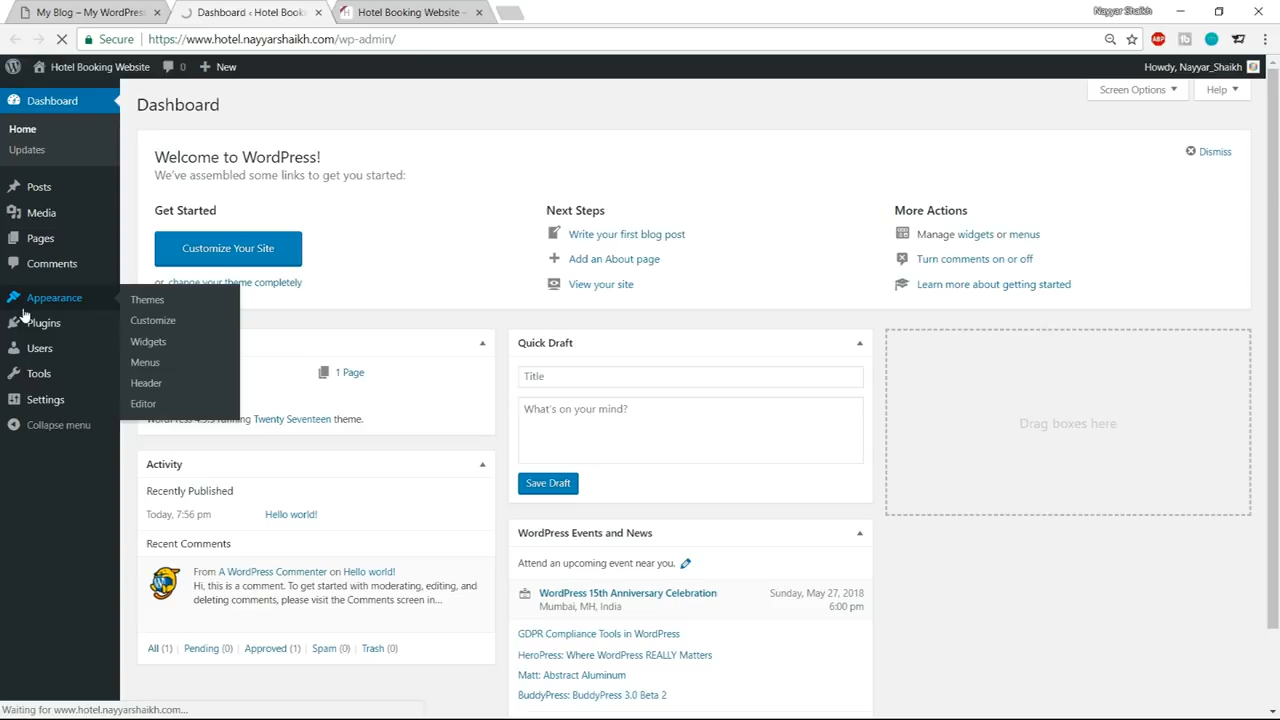 My Blog – My WordPress
Dashboard ‹ Hotel Book
Hotel Booking Website –
Nayyar Shaikh
Secure
https://www.hotel.nayyarshaikh.com/wp-admin/
ABP
Hotel Booking Website
0
New
Howdy, Nayyar_Shaikh
Dashboard
Home
Updates
Posts
Media
Pages
Comments
Appearance
Plugins
Users
Tools
Settings
Collapse menu
Themes
Customize
Widgets
Menus
Header
Editor
Dashboard
Screen Options
Help
Welcome to WordPress!
We've assembled some links to get you started:
Dismiss
Get Started
Customize Your Site
or, change your theme completely
Next Steps
Write your first blog post
Add an About page
View your site
More Actions
Manage widgets or menus
Turn comments on or off
Learn more about getting started
1 Page
running Twenty Seventeen theme.
Activity
Recently Published
Today, 7:56 pm Hello world!
Recent Comments
From A WordPress Commenter on Hello world!
Hi, this is a comment. To get started with moderating, editing, and
deleting comments, please visit the Comments screen in...
All (1) | Pending (0) | Approved (1) | Spam (0) | Trash (0)
Quick Draft
Title
What's on your mind?
Save Draft
WordPress Events and News
Attend an upcoming event near you.
WordPress 15th Anniversary Celebration
Mumbai, MH, India
Sunday, May 27, 2018
6:00 pm
GDPR Compliance Tools in WordPress
HeroPress: Where WordPress REALLY Matters
Matt: Abstract Aluminum
BuddyPress: BuddyPress 3.0 Beta 2
Drag boxes here
Waiting for www.hotel.nayyarshaikh.com...